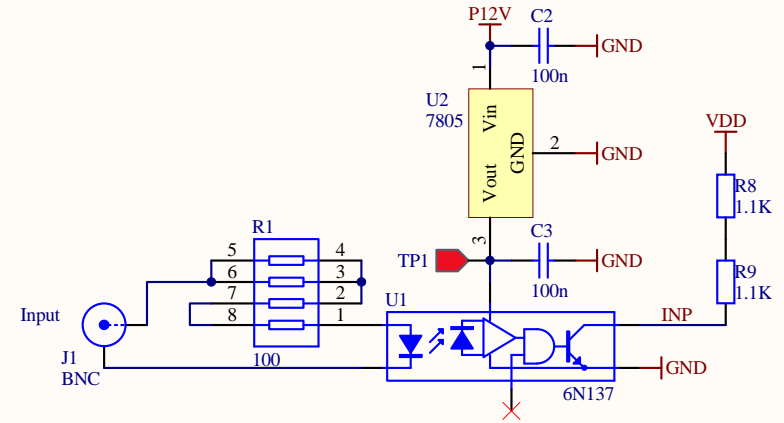 P12V
C2
GND
100n
1
U2
7805
Vin
Vout
GND
2
GND
3
VDD
R8
1.1K
R9
1.1K
C3
GND
100n
TP1
R1
5
4
6
3
7
2
8
1
100
Input
J1
BNC
U1
INP
GND
6N137